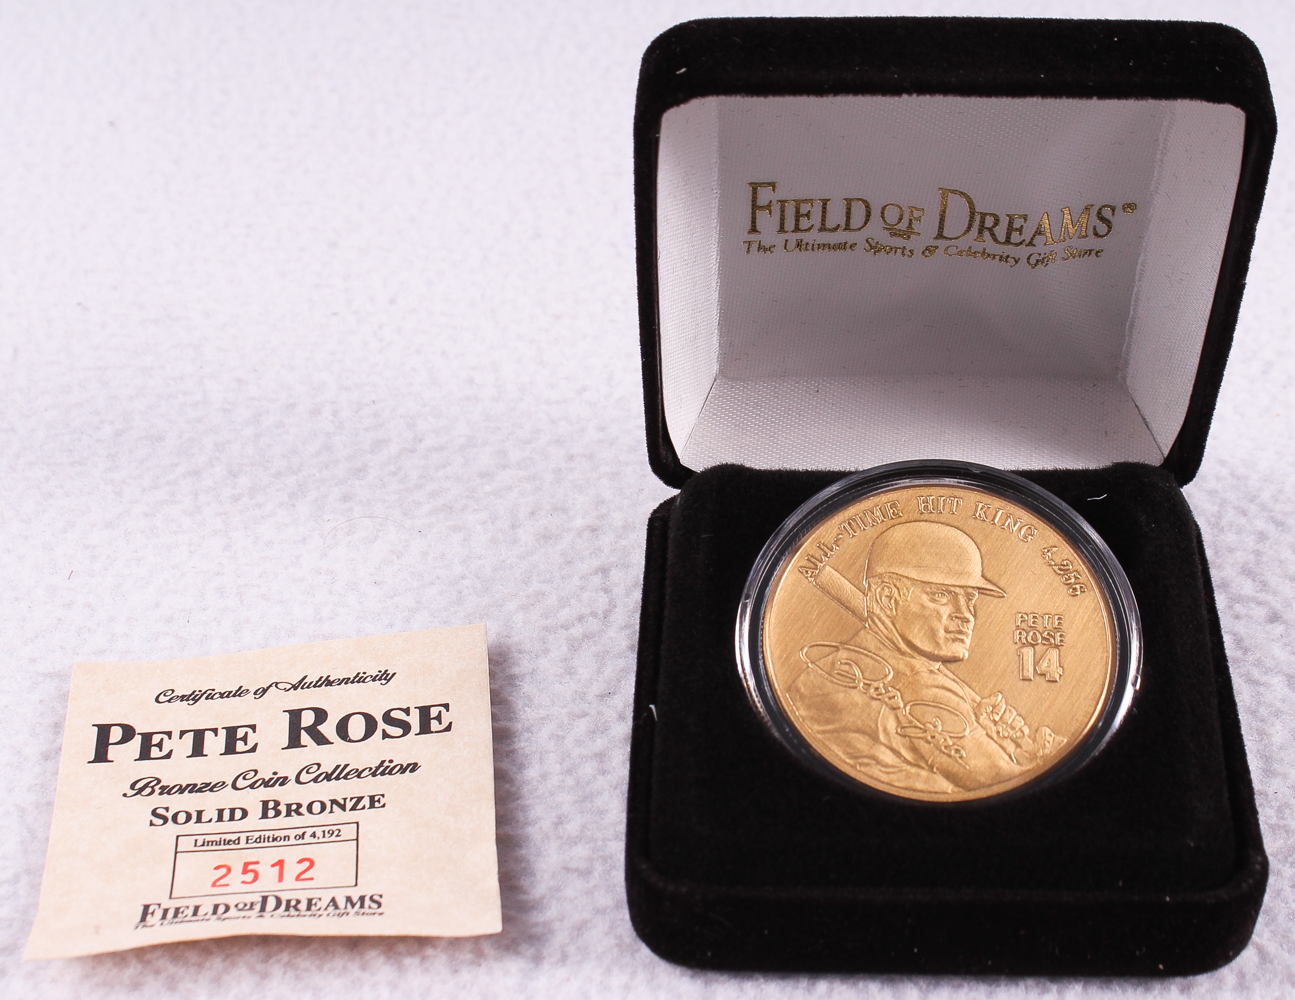 FIELD OF DREAMS®
The Ultimate Sports & Celebrity Gift Store
ALL-TIME HIT KING 4,256
PETE
ROSE
14
Pete Rose
Certificate of Authenticity
PETE ROSE
Bronze Coin Collection
SOLID BRONZE
Limited Edition of 4,192
2512
FIELD OF DREAMS
The Ultimate Sports & Celebrity Gift Store